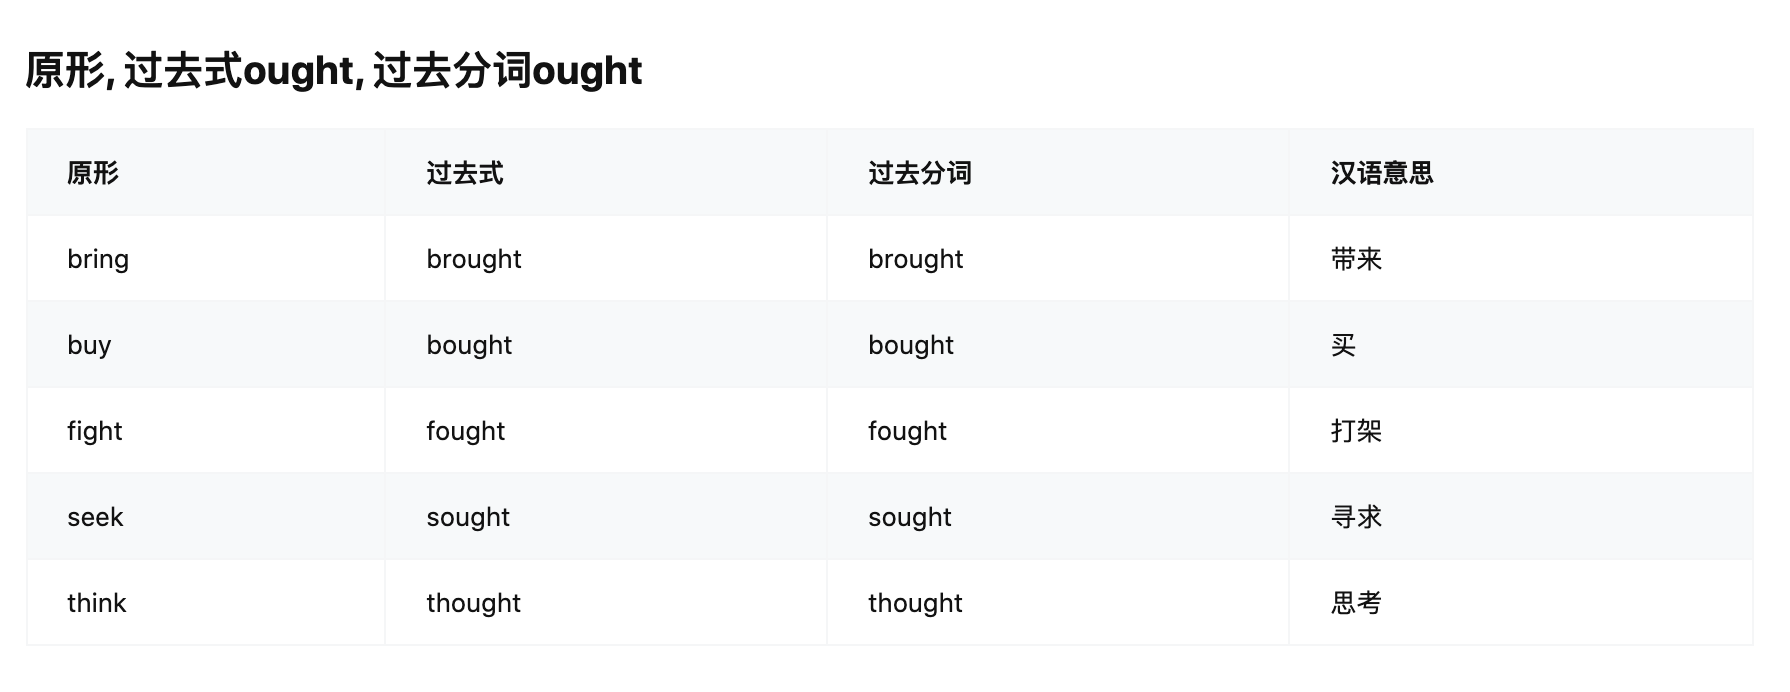 原形, 过去式ought, 过去分词ought
原形 过去式 过去分词 汉语意思
bring brought brought 带来
buy bought bought 买
fight fought fought 打架
seek sought sought 寻求
think thought thought 思考